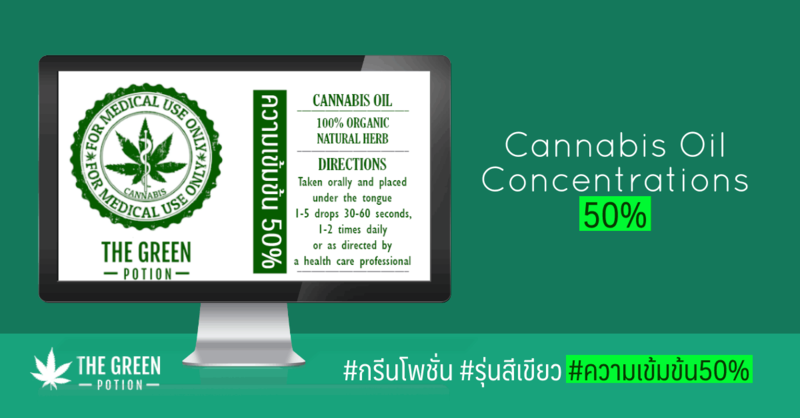 FOR MEDICAL USE ONLY
FOR MEDICAL USE ONLY
CANNABIS
THE GREEN
POTION
ความเข้มข้น 50%
CANNABIS OIL
100% ORGANIC
NATURAL HERB
DIRECTIONS
Taken orally and placed
under the tongue
1-5 drops 30-60 seconds,
1-2 times daily
or as directed by
a health care professional
Cannabis Oil
Concentrations
50%
THE GREEN
POTION
#กรีนโพชั่น #รุ่นสีเขียว #ความเข้มข้น50%